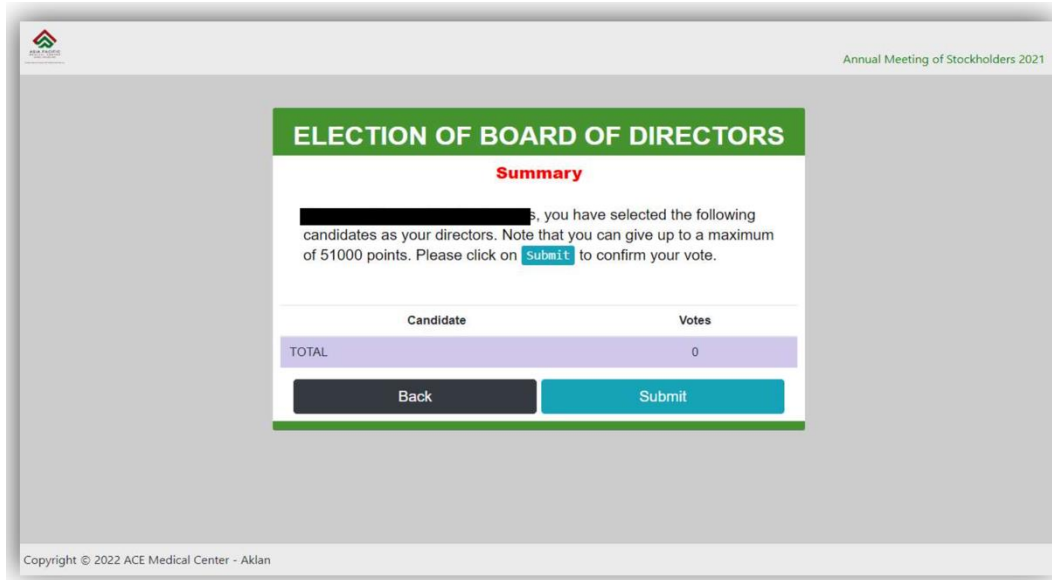 ASIA PACIFIC
Annual Meeting of Stockholders 2021
ELECTION OF BOARD OF DIRECTORS
Summary
s, you have selected the following
candidates as your directors. Note that you can give up to a maximum
of 51000 points. Please click on Submit to confirm your vote.
Candidate Votes
TOTAL 0
Back Submit
Copyright © 2022 ACE Medical Center - Aklan